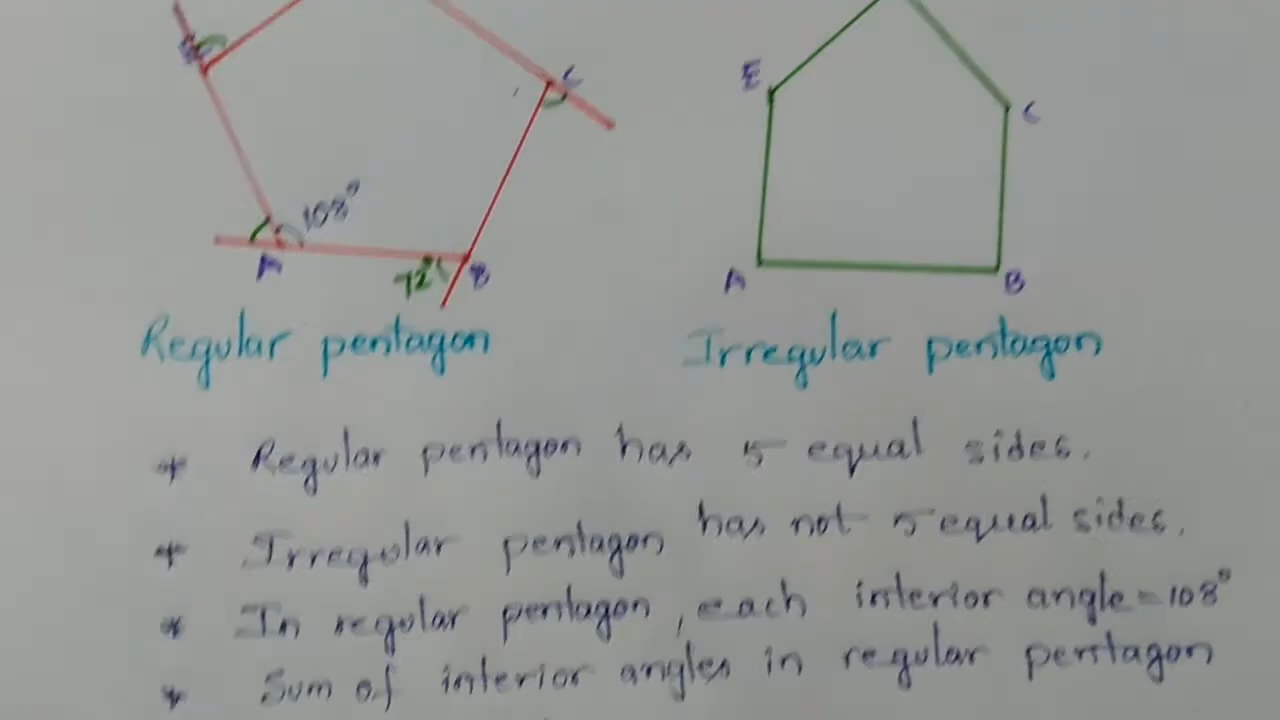 E C
E C
108°
A 72° B
A B
Regular pentagon Irregular pentagon
* Regular pentagon has 5 equal sides.
* Irregular pentagon has not 5 equal sides.
* In regular pentagon, each interior angle=108°
* Sum of interior angles in regular pentagon